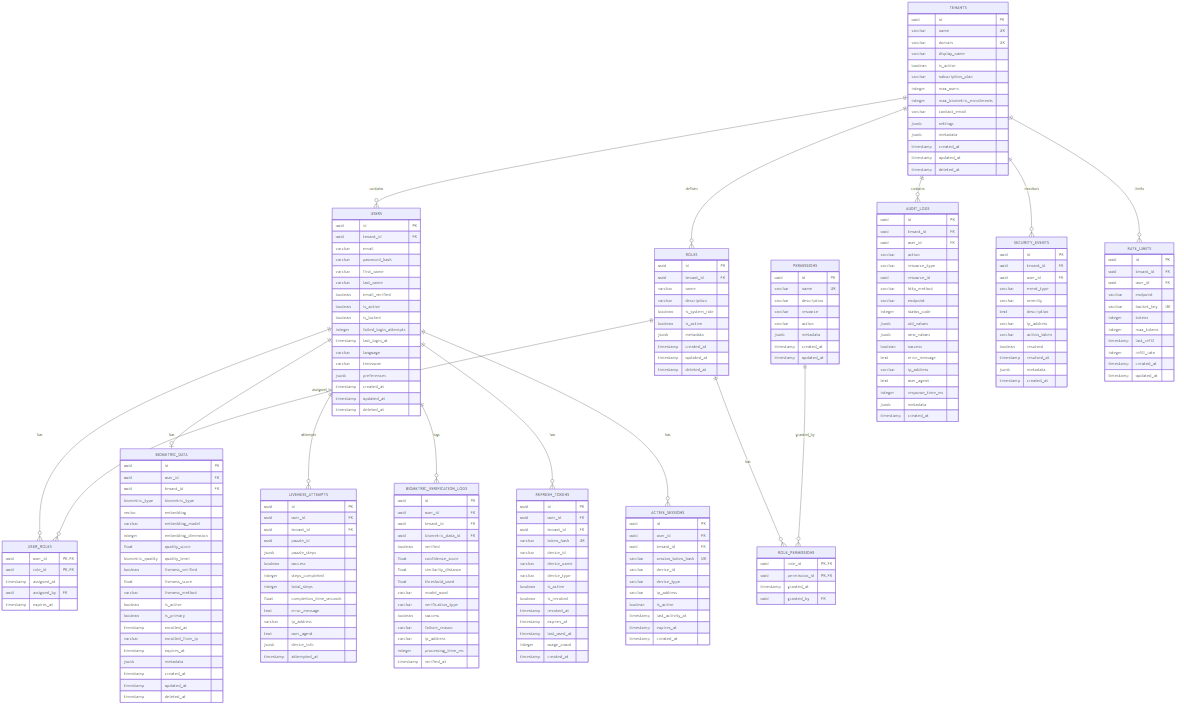 TENANTS
uuid id PK
varchar name UK
varchar domain UK
varchar display_name
boolean is_active
varchar subscription_plan
integer max_users
integer max_biometric_enrollments
varchar contact_email
jsonb settings
jsonb metadata
timestamp created_at
timestamp updated_at
timestamp deleted_at
contains
defines
contains
monitors
limits
USERS
uuid id PK
uuid tenant_id FK
varchar email
varchar password_hash
varchar first_name
varchar last_name
boolean email_verified
boolean is_active
boolean is_locked
integer failed_login_attempts
timestamp last_login_at
varchar language
varchar timezone
jsonb preferences
timestamp created_at
timestamp updated_at
timestamp deleted_at
ROLES
uuid id PK
uuid tenant_id FK
varchar name
varchar description
boolean is_system_role
boolean is_active
jsonb metadata
timestamp created_at
timestamp updated_at
timestamp deleted_at
PERMISSIONS
uuid id PK
varchar name UK
varchar description
varchar resource
varchar action
jsonb metadata
timestamp created_at
timestamp updated_at
AUDIT_LOGS
uuid id PK
uuid tenant_id FK
uuid user_id FK
varchar action
varchar resource_type
uuid resource_id
varchar http_method
varchar endpoint
integer status_code
jsonb old_values
jsonb new_values
boolean success
text error_message
varchar ip_address
text user_agent
integer response_time_ms
jsonb metadata
timestamp created_at
SECURITY_EVENTS
uuid id PK
uuid tenant_id FK
uuid user_id FK
varchar event_type
varchar severity
text description
varchar ip_address
varchar action_taken
boolean resolved
timestamp resolved_at
jsonb metadata
timestamp created_at
RATE_LIMITS
uuid id PK
uuid tenant_id FK
uuid user_id FK
varchar endpoint
varchar bucket_key UK
integer tokens
integer max_tokens
timestamp last_refill
integer refill_rate
timestamp created_at
timestamp updated_at
assigned_to
has
has
attempts
logs
has
has
has
granted_by
USER_ROLES
uuid user_id PK,FK
uuid role_id PK,FK
timestamp assigned_at
uuid assigned_by FK
timestamp expires_at
BIOMETRIC_DATA
uuid id PK
uuid user_id FK
uuid tenant_id FK
biometric_type biometric_type
vector embedding
varchar embedding_model
integer embedding_dimension
float quality_score
biometric_quality quality_level
boolean liveness_verified
float liveness_score
varchar liveness_method
boolean is_active
boolean is_primary
timestamp enrolled_at
varchar enrolled_from_ip
timestamp expires_at
jsonb metadata
timestamp created_at
timestamp updated_at
timestamp deleted_at
LIVENESS_ATTEMPTS
uuid id PK
uuid user_id FK
uuid tenant_id FK
uuid puzzle_id
jsonb puzzle_steps
boolean success
integer steps_completed
integer total_steps
float completion_time_seconds
text error_message
varchar ip_address
text user_agent
jsonb device_info
timestamp attempted_at
BIOMETRIC_VERIFICATION_LOGS
uuid id PK
uuid user_id FK
uuid tenant_id FK
uuid biometric_data_id FK
boolean verified
float confidence_score
float similarity_distance
float threshold_used
varchar model_used
varchar verification_type
boolean success
varchar failure_reason
varchar ip_address
integer processing_time_ms
timestamp verified_at
REFRESH_TOKENS
uuid id PK
uuid user_id FK
uuid tenant_id FK
varchar token_hash UK
varchar device_id
varchar device_name
varchar device_type
boolean is_active
boolean is_revoked
timestamp revoked_at
timestamp expires_at
timestamp last_used_at
integer usage_count
timestamp created_at
ACTIVE_SESSIONS
uuid id PK
uuid user_id FK
uuid tenant_id FK
varchar session_token_hash UK
varchar device_id
varchar device_type
varchar ip_address
boolean is_active
timestamp last_activity_at
timestamp expires_at
timestamp created_at
ROLE_PERMISSIONS
uuid role_id PK,FK
uuid permission_id PK,FK
timestamp granted_at
uuid granted_by FK